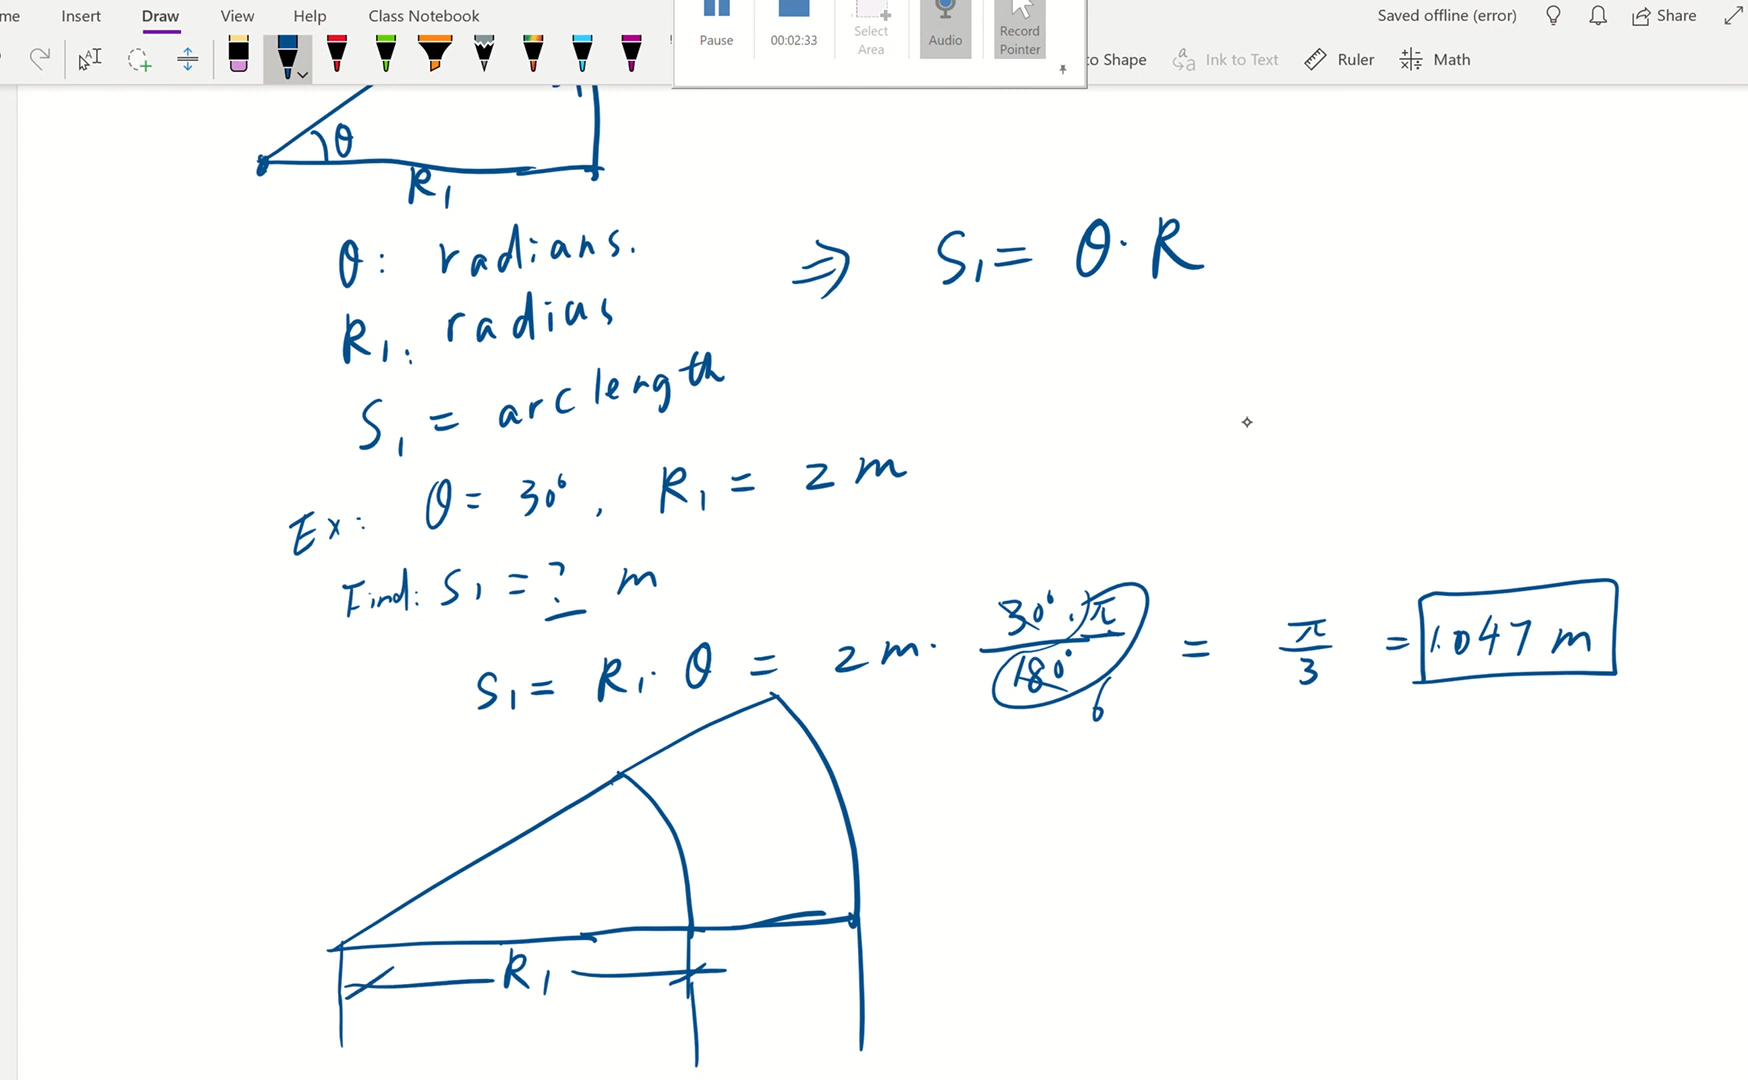 me Insert Draw View Help Class Notebook
Pause 00:02:33 Select Area Audio Record Pointer
Saved offline (error) Share
to Shape Ink to Text Ruler Math
θ
R₁
θ: radians. ⇒ S₁ = θ · R
R₁: radius
S₁ = arc length
Ex: θ = 30°, R₁ = 2 m
Find: S₁ = ? m
S₁ = R₁ · θ = 2 m · 30° · π / 180° 6 = π / 3 = 1.047 m
R₁